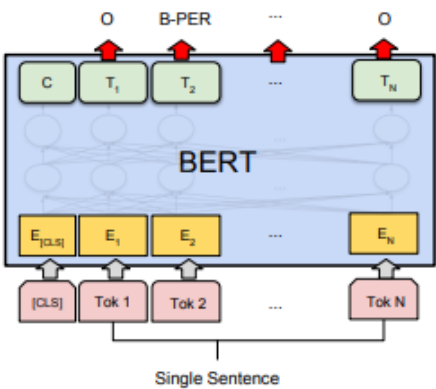 O B-PER ... O
C T1 T2 ... TN
...
BERT
...
E[CLS] E1 E2 ... EN
[CLS] Tok 1 Tok 2 ... Tok N
Single Sentence